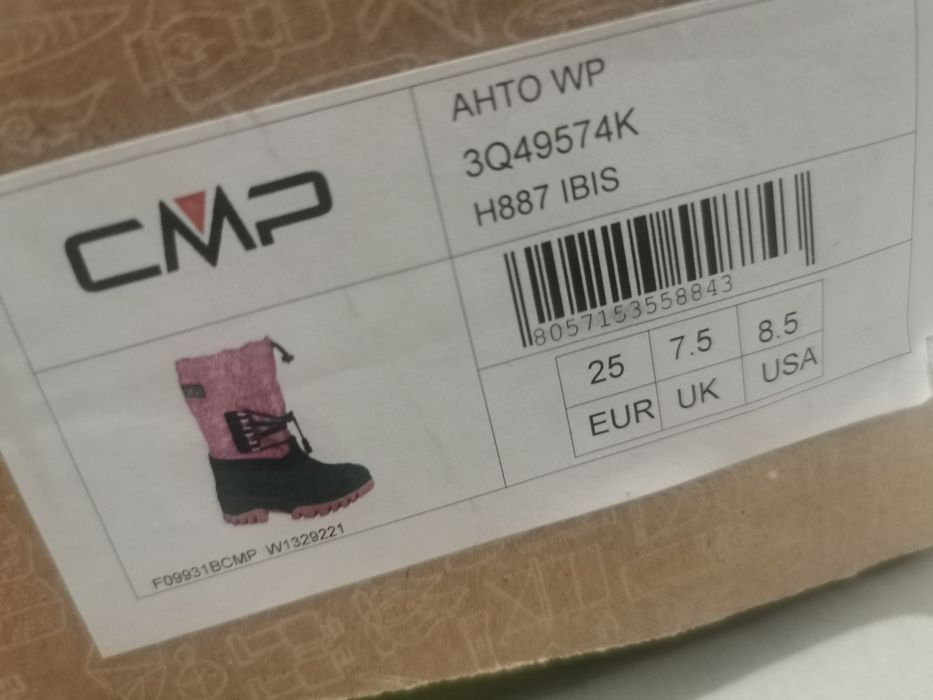 CMP
AHTO WP
3Q49574K
H887 IBIS
8057153558843
25 7.5 8.5
EUR UK USA
F09931BCMP W1329221